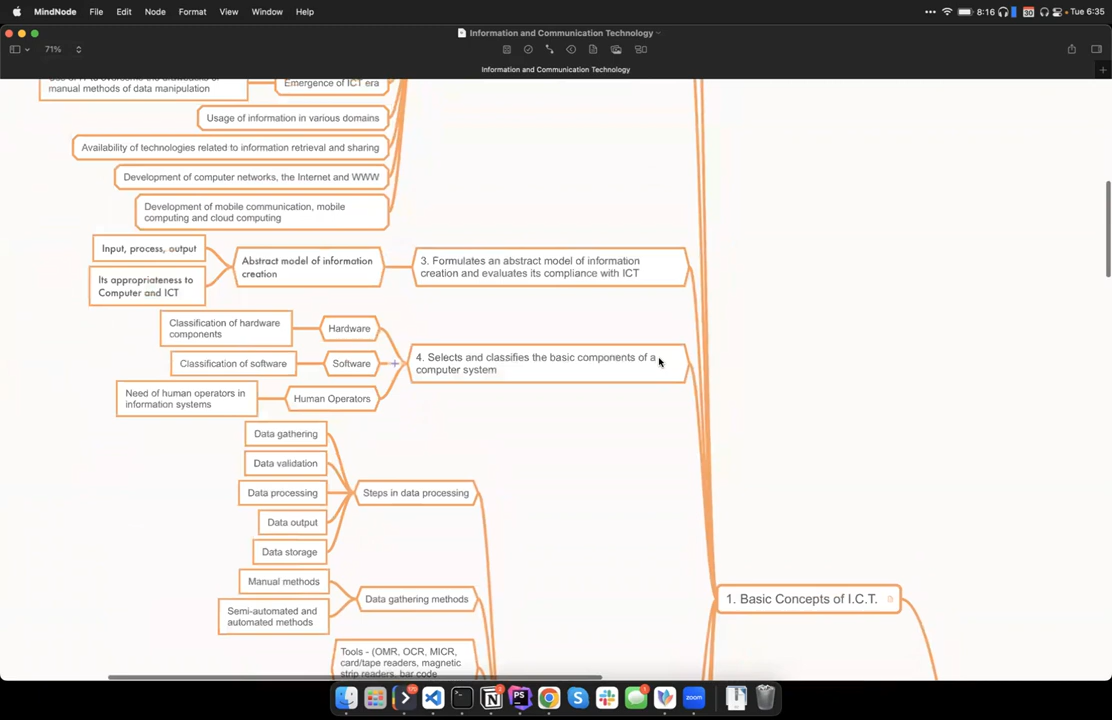 MindNode File Edit Node Format View Window Help
8:16
30
Tue 6:35
71%
Information and Communication Technology
Information and Communication Technology
manual methods of data manipulation
Emergence of ICT era
Usage of information in various domains
Availability of technologies related to information retrieval and sharing
Development of computer networks, the Internet and WWW
Development of mobile communication, mobile
computing and cloud computing
Input, process, output
Its appropriateness to
Computer and ICT
Abstract model of information
creation
3. Formulates an abstract model of information
creation and evaluates its compliance with ICT
Classification of hardware
components
Hardware
Classification of software
Software
Need of human operators in
information systems
Human Operators
4. Selects and classifies the basic components of a
computer system
Data gathering
Data validation
Data processing
Data output
Data storage
Steps in data processing
Manual methods
Semi-automated and
automated methods
Data gathering methods
Tools - (OMR, OCR, MICR,
card/tape readers, magnetic
strip readers, bar code
1. Basic Concepts of I.C.T.
PS
zoom